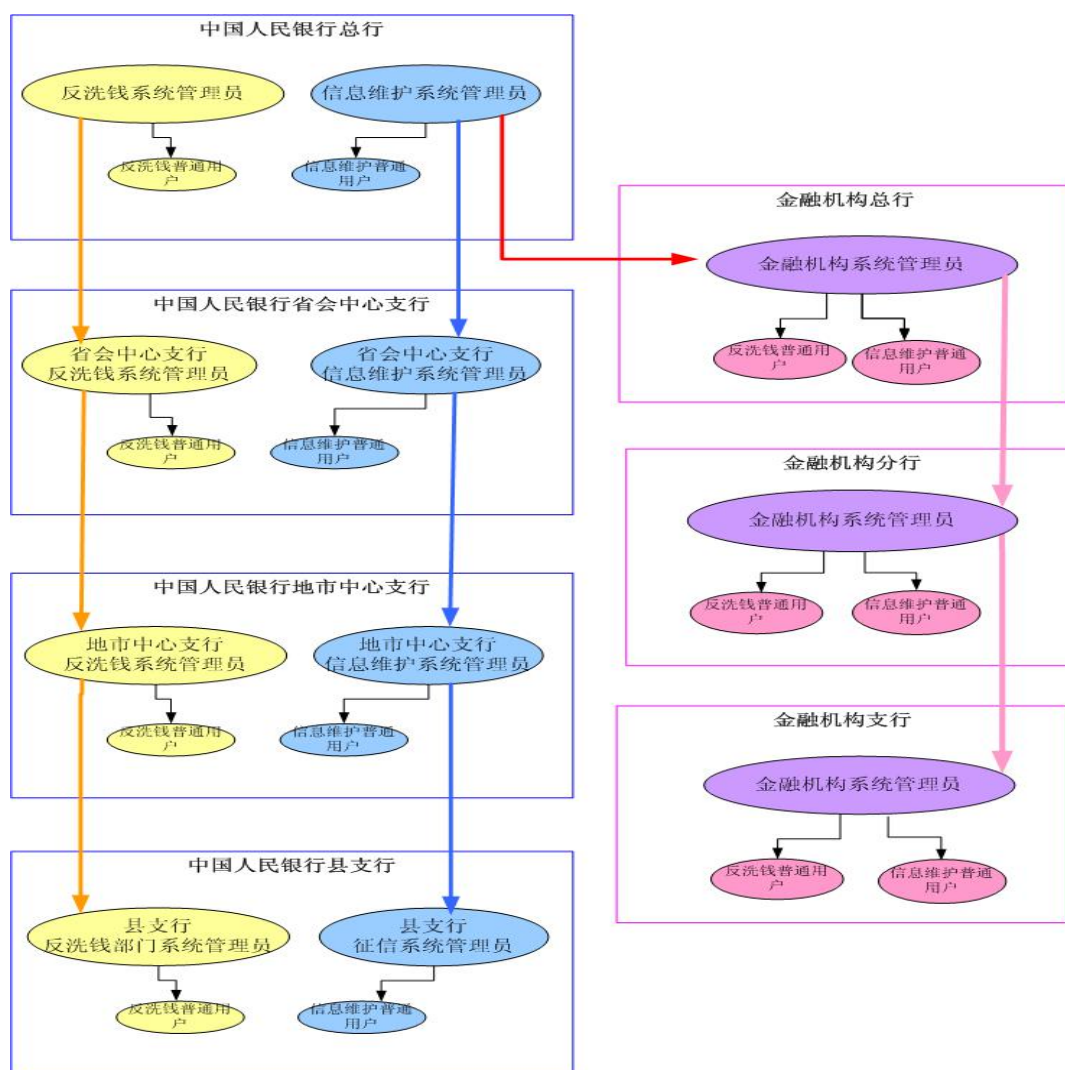 中国人民银行总行
反洗钱系统管理员
信息维护系统管理员
反洗钱普通用
户
信息维护普通
用户
中国人民银行省会中心支行
省会中心支行
反洗钱系统管理员
省会中心支行
信息维护系统管理员
反洗钱普通用
户
信息维护普通
用户
中国人民银行地市中心支行
地市中心支行
反洗钱系统管理员
地市中心支行
信息维护系统管理员
反洗钱普通用
户
信息维护普通
用户
中国人民银行县支行
县支行
反洗钱部门系统管理员
县支行
征信系统管理员
反洗钱普通用
户
信息维护普通
用户
金融机构总行
金融机构系统管理员
反洗钱普通用
户
信息维护普通
用户
金融机构分行
金融机构系统管理员
反洗钱普通用
户
信息维护普通
用户
金融机构支行
金融机构系统管理员
反洗钱普通用
户
信息维护普通
用户